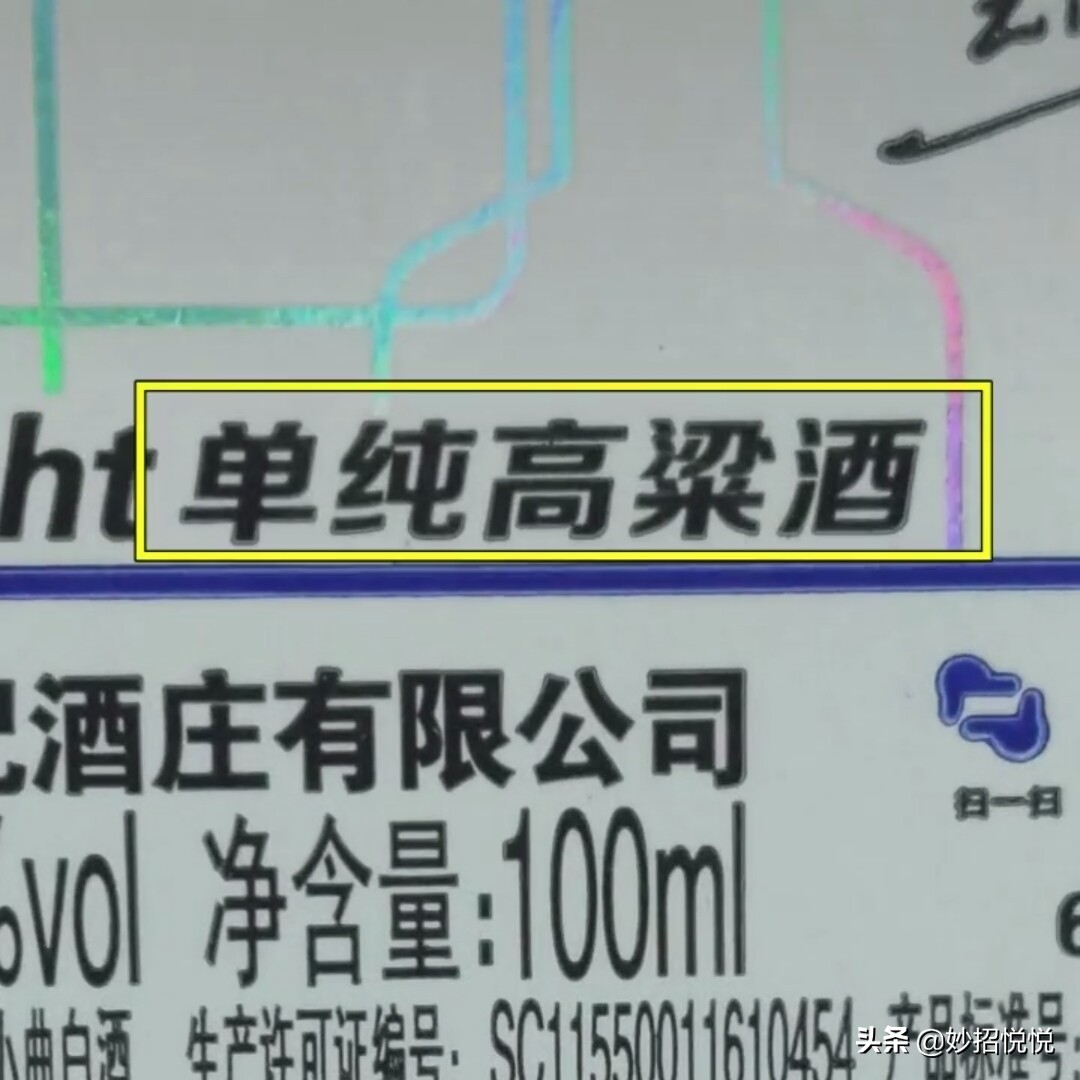 ht 单纯高粱酒
记酒庄有限公司
扫一扫
%vol 净含量:100ml
小曲白酒 生产许可证编号: SC11550011610454 产品标准号:
头条 @妙招悦悦